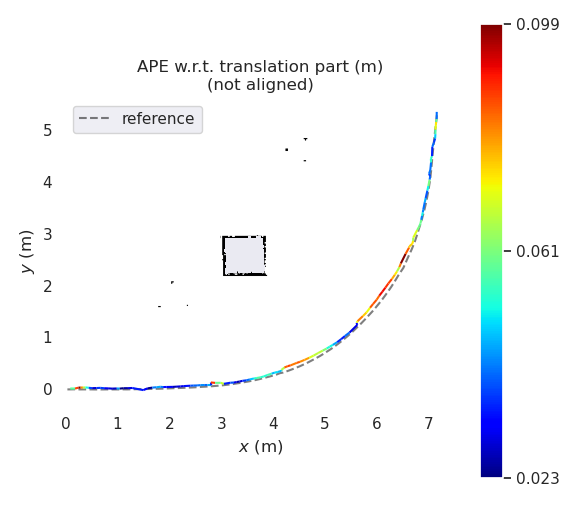 APE w.r.t. translation part (m)
(not aligned)
reference
y (m)
5
4
3
2
1
0
0 1 2 3 4 5 6 7
x (m)
0.099
0.061
0.023